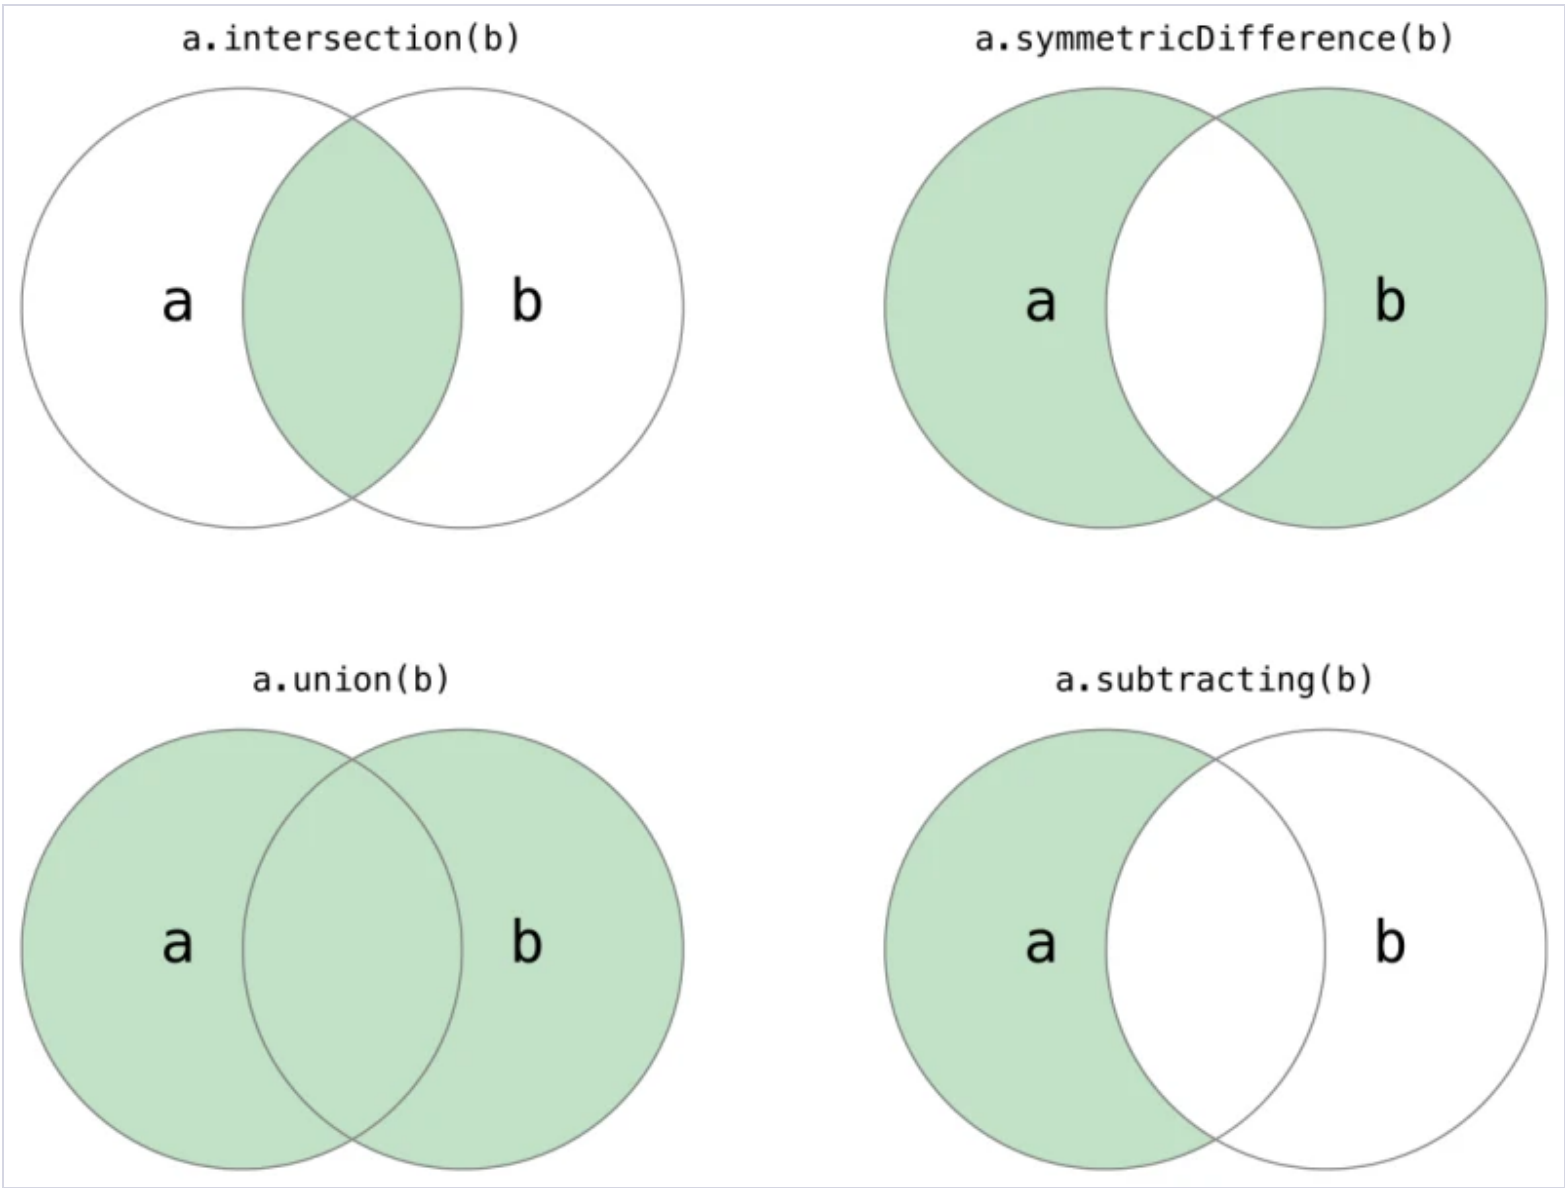 a.intersection(b)
a.symmetricDifference(b)
a
b
a
b
a.union(b)
a.subtracting(b)
a
b
a
b